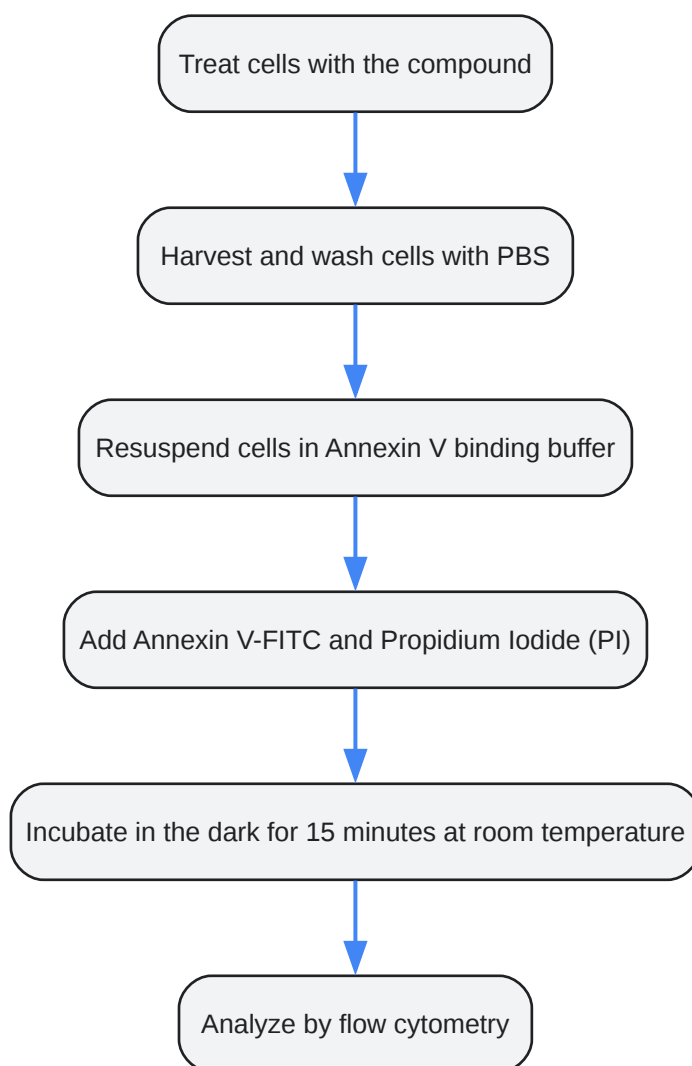 Treat cells with the compound
Harvest and wash cells with PBS
Resuspend cells in Annexin V binding buffer
Add Annexin V-FITC and Propidium Iodide (PI)
Incubate in the dark for 15 minutes at room temperature
Analyze by flow cytometry